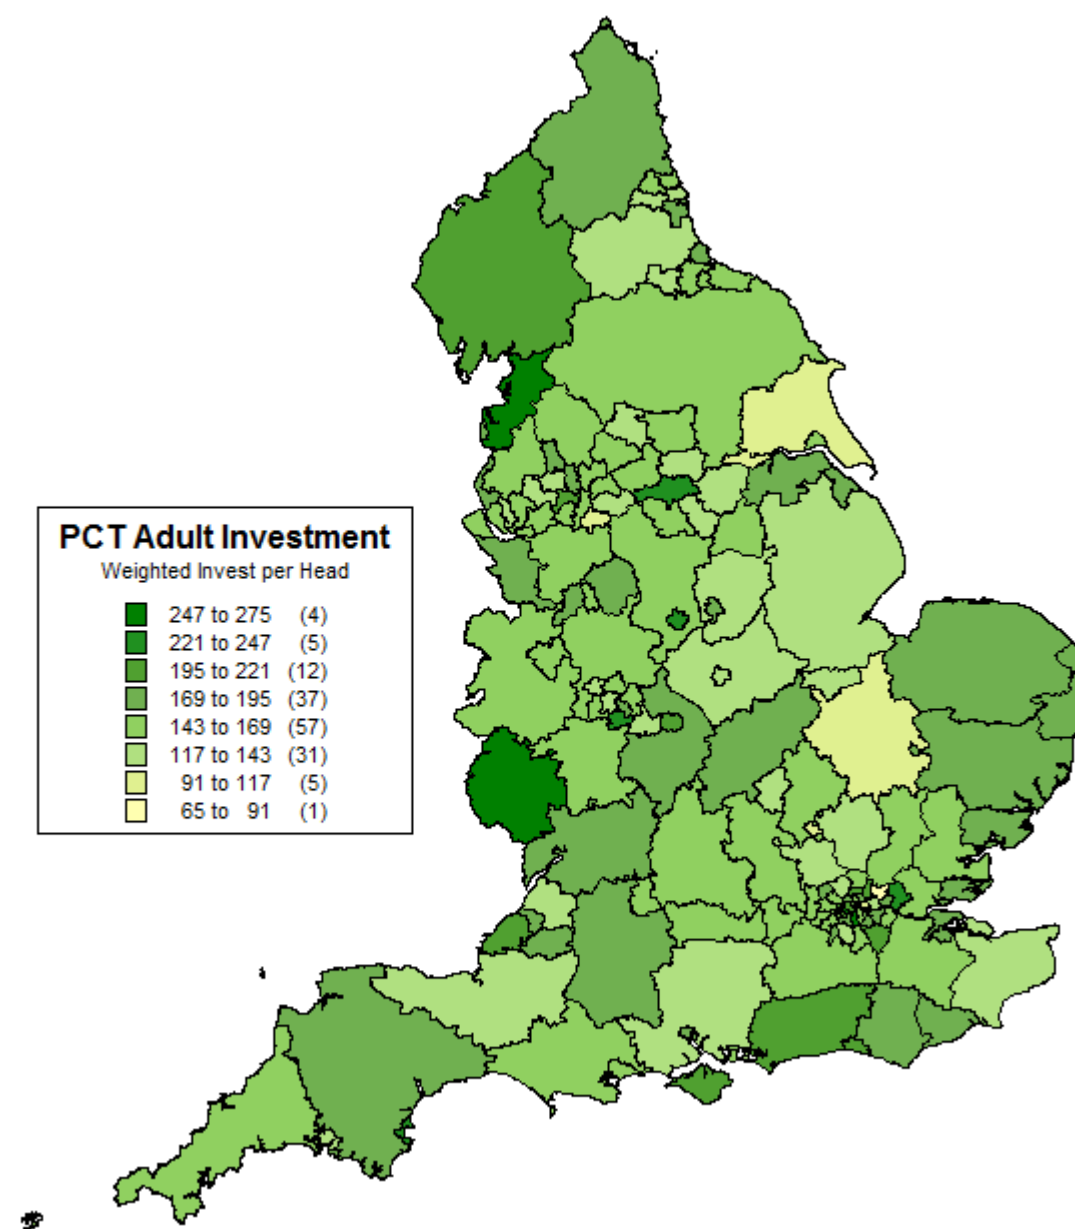 PCT Adult Investment
Weighted Invest per Head
247 to 275 (4)
221 to 247 (5)
195 to 221 (12)
169 to 195 (37)
143 to 169 (57)
117 to 143 (31)
91 to 117 (5)
65 to 91 (1)